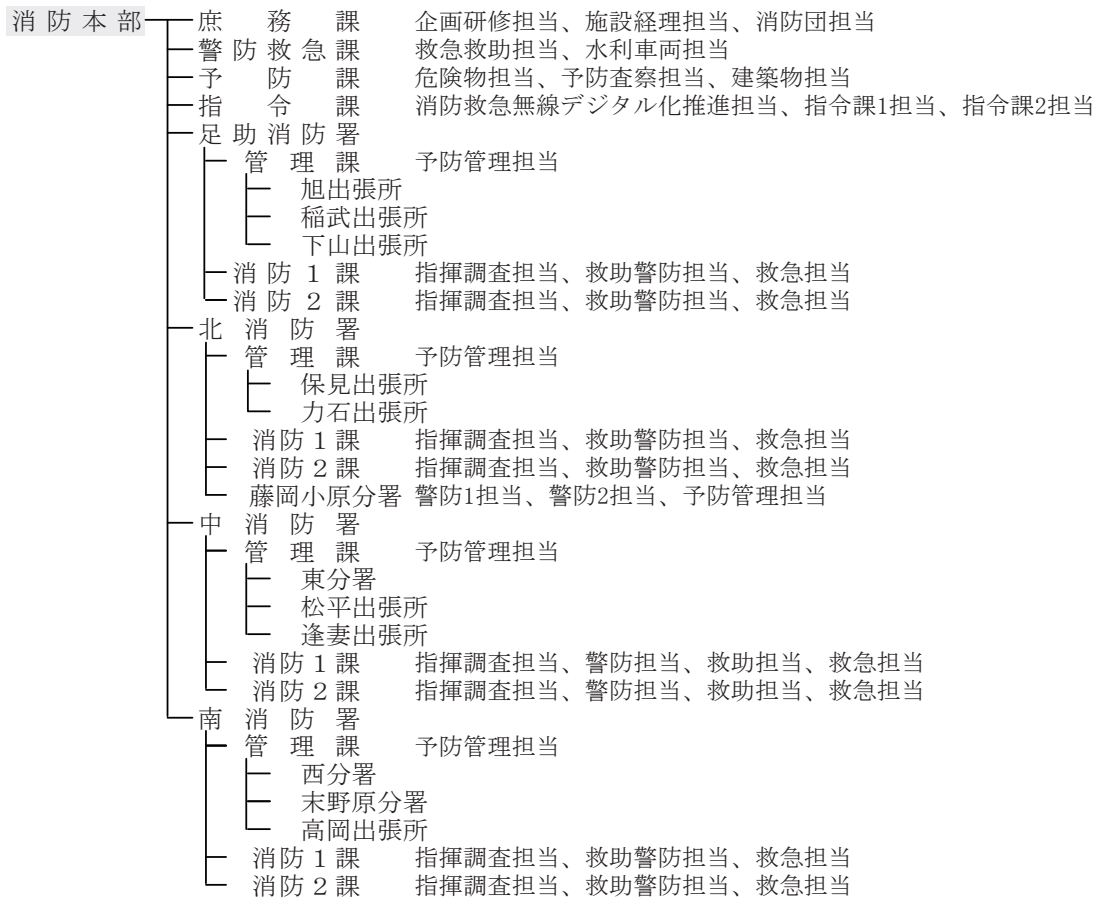 消防本部 庶務課 企画研修担当、施設経理担当、消防団担当
警防救急課 救急救助担当、水利車両担当
予防課 危険物担当、予防査察担当、建築物担当
指令課 消防救急無線デジタル化推進担当、指令課1担当、指令課2担当
足助消防署
管理課 予防管理担当
旭出張所
稲武出張所
下山出張所
消防1課 指揮調査担当、救助警防担当、救急担当
消防2課 指揮調査担当、救助警防担当、救急担当
北消防署
管理課 予防管理担当
保見出張所
力石出張所
消防1課 指揮調査担当、救助警防担当、救急担当
消防2課 指揮調査担当、救助警防担当、救急担当
藤岡小原分署 警防1担当、警防2担当、予防管理担当
中消防署
管理課 予防管理担当
東分署
松平出張所
逢妻出張所
消防1課 指揮調査担当、警防担当、救助担当、救急担当
消防2課 指揮調査担当、警防担当、救助担当、救急担当
南消防署
管理課 予防管理担当
西分署
末野原分署
高岡出張所
消防1課 指揮調査担当、救助警防担当、救急担当
消防2課 指揮調査担当、救助警防担当、救急担当